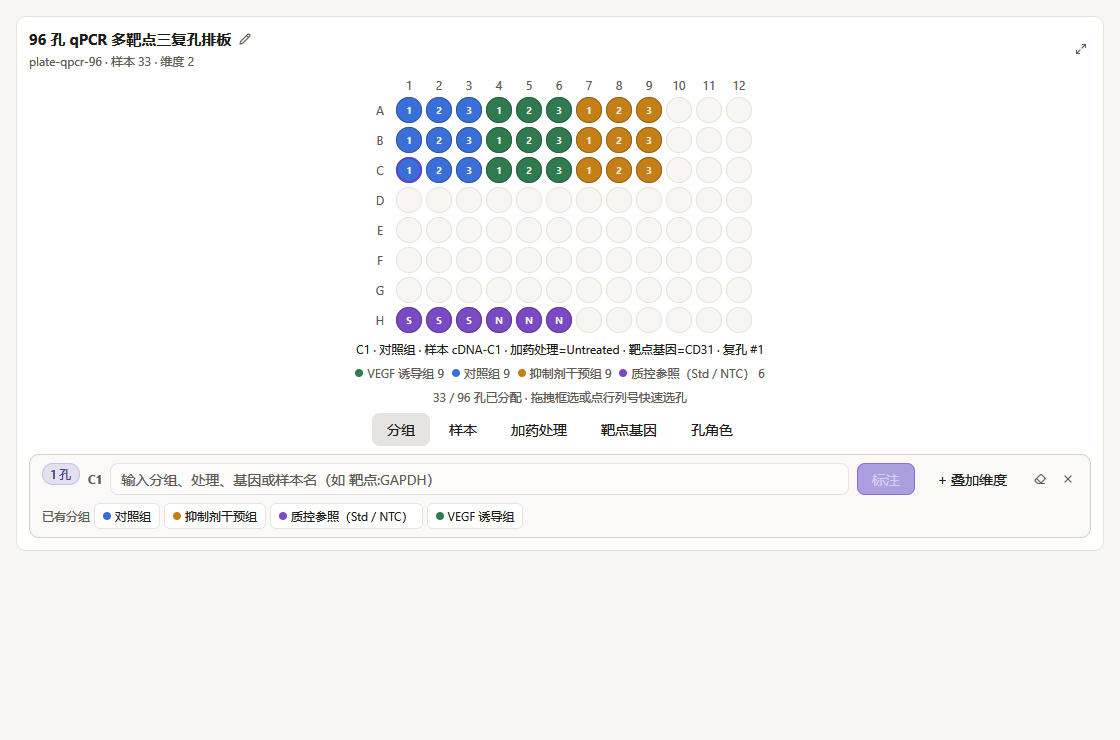 96 孔 qPCR 多靶点三复孔排板
plate-qpcr-96 · 样本 33 · 维度 2
1 2 3 4 5 6 7 8 9 10 11 12
A 1 2 3 1 2 3 1 2 3
B 1 2 3 1 2 3 1 2 3
C 1 2 3 1 2 3 1 2 3
D
E
F
G
H S S S N N N
C1 · 对照组 · 样本 cDNA-C1 · 加药处理=Untreated · 靶点基因=CD31 · 复孔 #1
VEGF 诱导组 9 对照组 9 抑制剂干预组 9 质控参照（Std / NTC） 6
33 / 96 孔已分配 · 拖拽框选或点行列号快速选孔
分组 样本 加药处理 靶点基因 孔角色
1 孔 C1 输入分组、处理、基因或样本名（如 靶点:GAPDH） 标注 + 叠加维度 ×
已有分组 对照组 抑制剂干预组 质控参照（Std / NTC） VEGF 诱导组